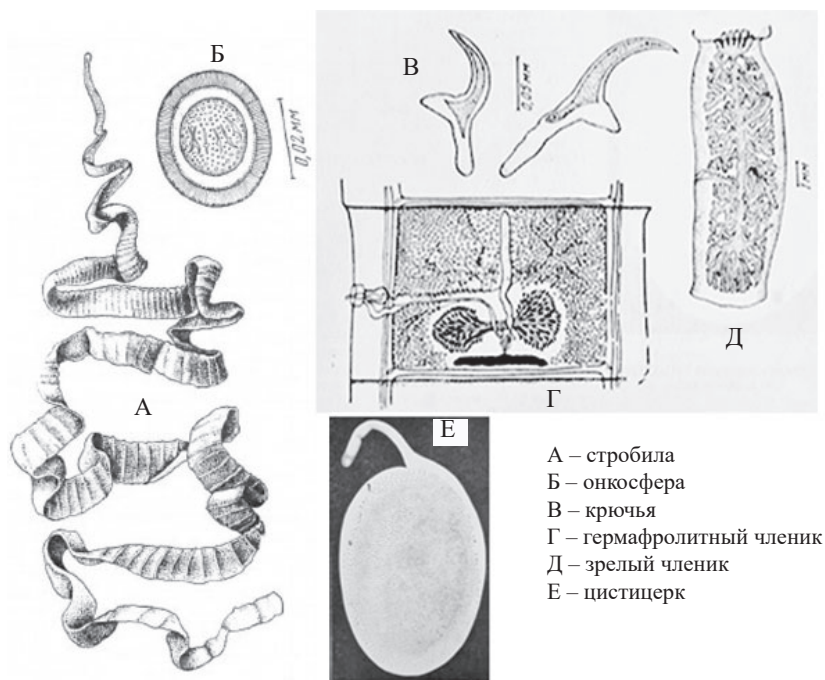 Б
0,02 мм
А
В
0,05 мм
Г
1 мм
Д
Е
А – стробила
Б – онкосфера
В – крючья
Г – гермафролитный членик
Д – зрелый членик
Е – цистицерк